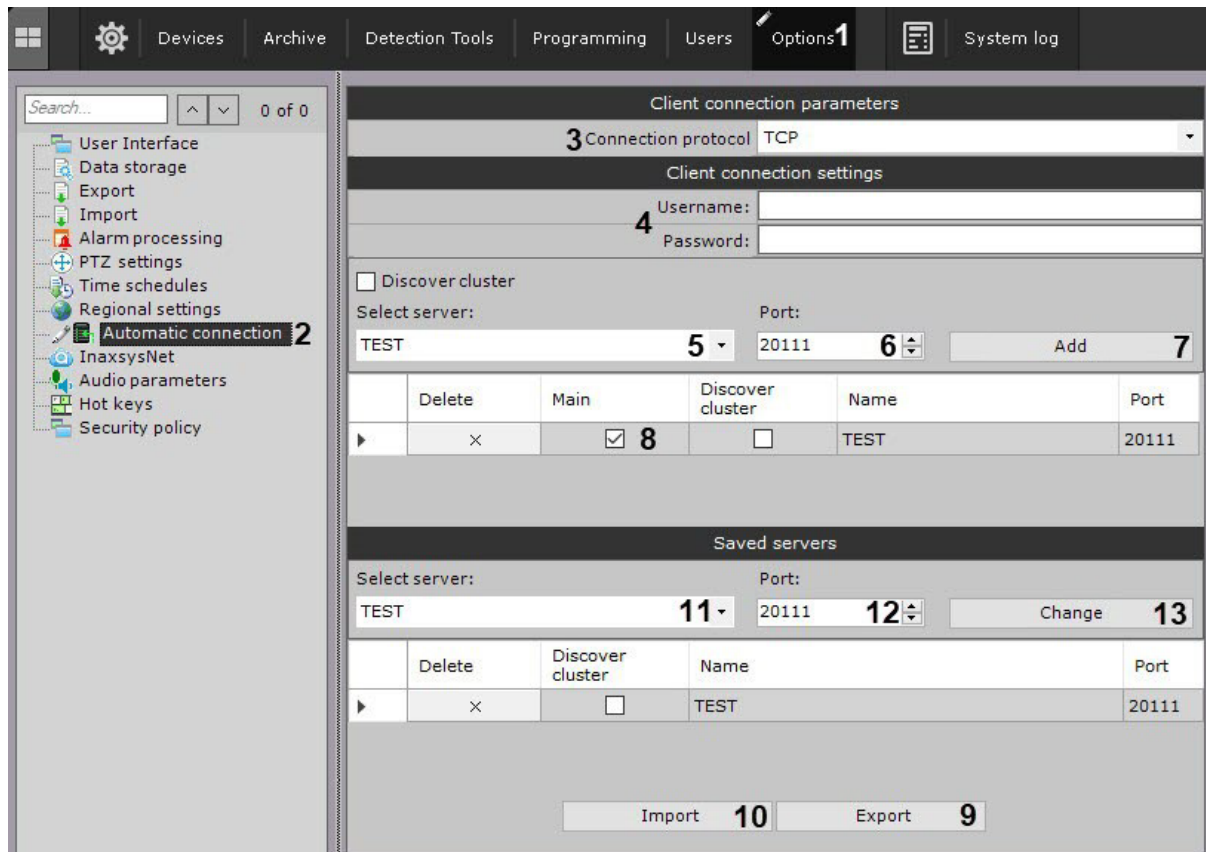 Devices Archive Detection Tools Programming Users Options 1 System log
Search... 0 of 0
User Interface
Data storage
Export
Import
Alarm processing
PTZ settings
Time schedules
Regional settings
Automatic connection 2
InaxsysNet
Audio parameters
Hot keys
Security policy
Client connection parameters
3 Connection protocol TCP
Client connection settings
Username:
4
Password:
Discover cluster
Select server: Port:
TEST 5 20111 6 Add 7
Delete Main Discover cluster Name Port
× 8 TEST 20111
Saved servers
Select server: Port:
TEST 11 20111 12 Change 13
Delete Discover cluster Name Port
× TEST 20111
Import 10 Export 9